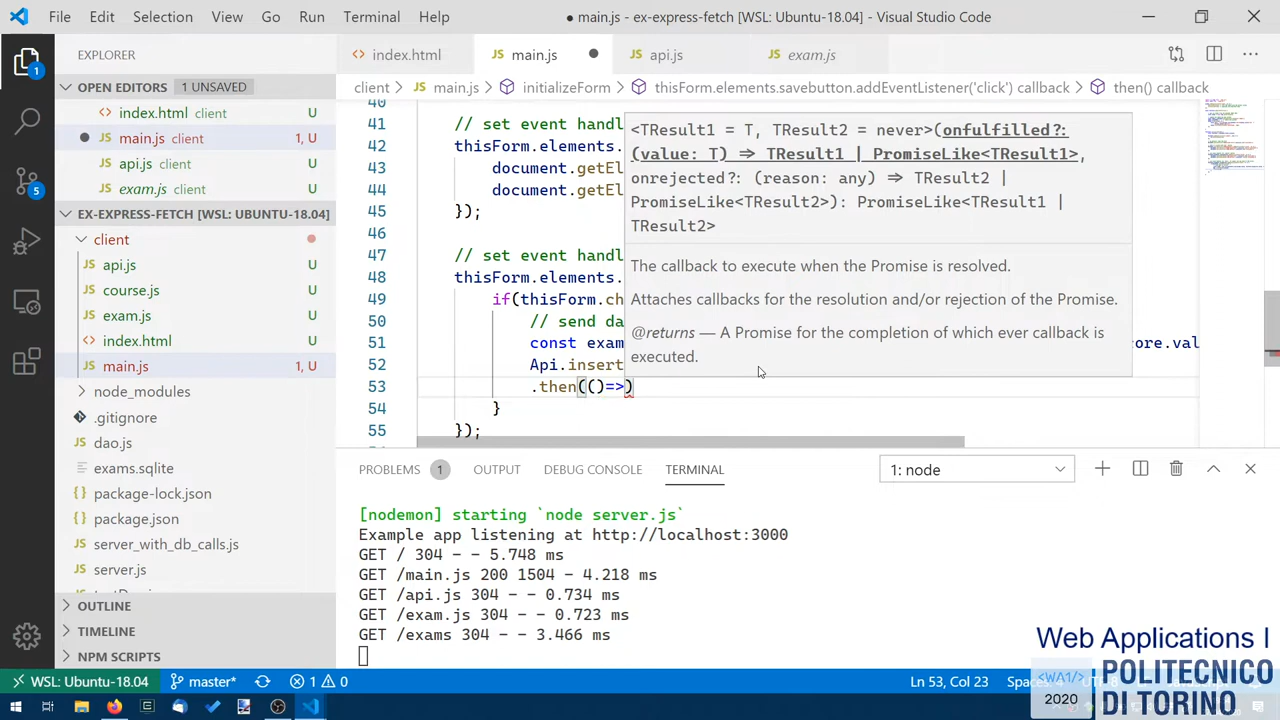 File Edit Selection View Go Run Terminal Help
● main.js - ex-express-fetch [WSL: Ubuntu-18.04] - Visual Studio Code
EXPLORER
OPEN EDITORS 1 UNSAVED
index.html client U
main.js client 1, U
api.js client U
exam.js client U
EX-EXPRESS-FETCH [WSL: UBUNTU-18.04]
client
api.js U
course.js U
exam.js U
index.html U
main.js 1, U
node_modules
.gitignore
dao.js
exams.sqlite
package-lock.json
package.json
server_with_db_calls.js
server.js
OUTLINE
TIMELINE
NPM SCRIPTS
1
5
<> index.html JS main.js ● JS api.js JS exam.js
client > JS main.js > initializeForm > thisForm.elements.savebutton.addEventListener('click') callback > then() callback
40
41 // set event handl
42 thisForm.elements.
43 document.getEl
44 document.getEl
45 });
46
47 // set event handl
48 thisForm.elements.
49 if(thisForm.ch
50 // send da
51 const exam ore.val
52 Api.insert
53 .then(()=>)
54 }
55 });
<TResult1 = T, TResult2 = never>(onfulfilled?:
(value: T) => TResult1 | PromiseLike<TResult1>,
onrejected?: (reason: any) => TResult2 |
PromiseLike<TResult2>): PromiseLike<TResult1 |
TResult2>
The callback to execute when the Promise is resolved.
Attaches callbacks for the resolution and/or rejection of the Promise.
@returns — A Promise for the completion of which ever callback is
executed.
PROBLEMS 1 OUTPUT DEBUG CONSOLE TERMINAL 1: node
[nodemon] starting `node server.js`
Example app listening at http://localhost:3000
GET / 304 - - 5.748 ms
GET /main.js 200 1504 - 4.218 ms
GET /api.js 304 - - 0.734 ms
GET /exam.js 304 - - 0.723 ms
GET /exams 304 - - 3.466 ms
WSL: Ubuntu-18.04 master* 1 0 Ln 53, Col 23
Web Applications I
<WA1/>
2020
POLITECNICO
DI TORINO